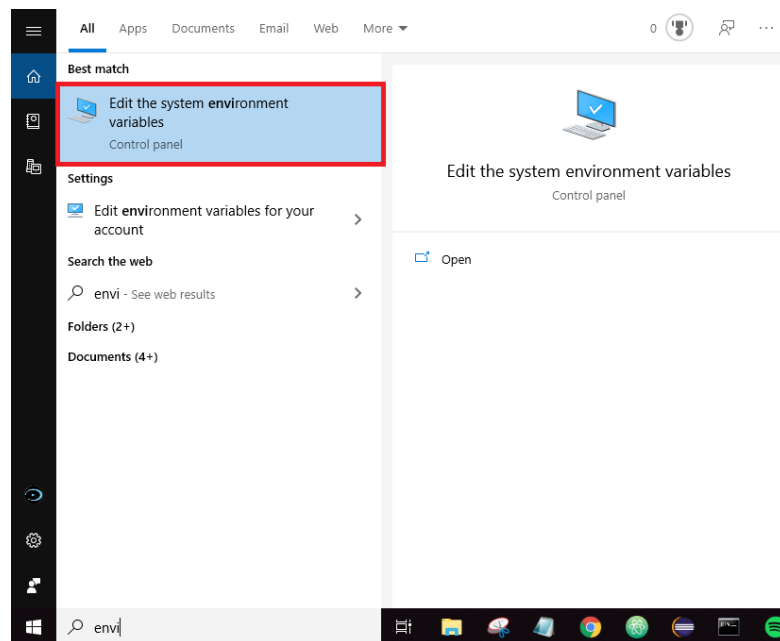 All Apps Documents Email Web More 0 ...
Best match
Edit the system environment
variables
Control panel
Settings
Edit environment variables for your
account
Search the web
envi - See web results
Folders (2+)
Documents (4+)
Edit the system environment variables
Control panel
Open
envi